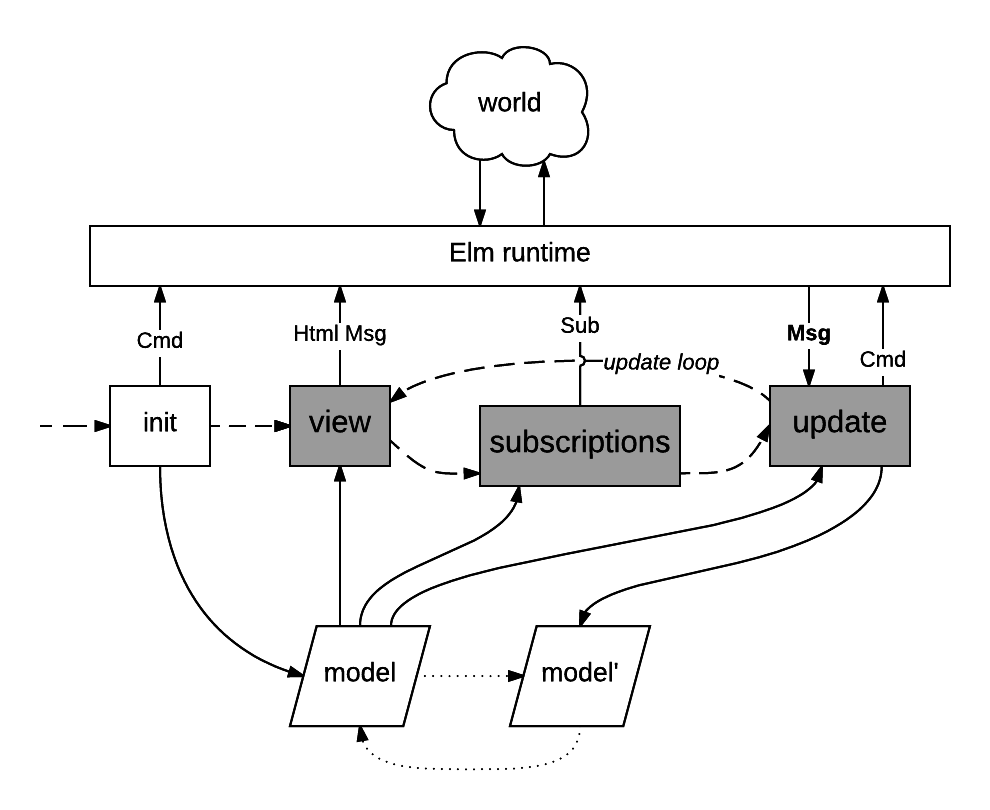 world
Elm runtime
Cmd
Html Msg
Sub
Msg
Cmd
update loop
init
view
subscriptions
update
model
model'